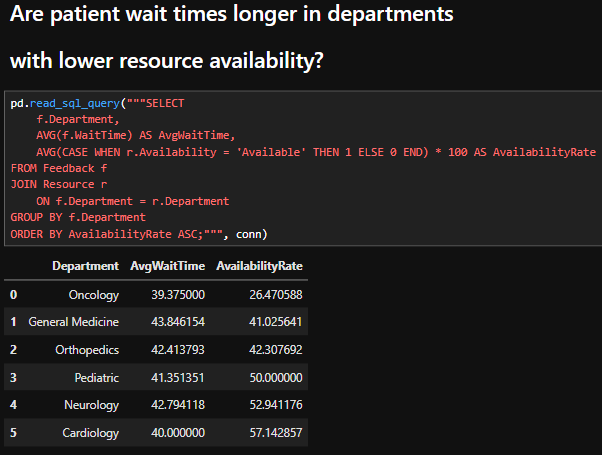 Are patient wait times longer in departments
with lower resource availability?
pd.read_sql_query("""SELECT
    f.Department,
    AVG(f.WaitTime) AS AvgWaitTime,
    AVG(CASE WHEN r.Availability = 'Available' THEN 1 ELSE 0 END) * 100 AS AvailabilityRate
FROM Feedback f
JOIN Resource r
    ON f.Department = r.Department
GROUP BY f.Department
ORDER BY AvailabilityRate ASC;""", conn)
Department AvgWaitTime AvailabilityRate
0 Oncology 39.375000 26.470588
1 General Medicine 43.846154 41.025641
2 Orthopedics 42.413793 42.307692
3 Pediatric 41.351351 50.000000
4 Neurology 42.794118 52.941176
5 Cardiology 40.000000 57.142857